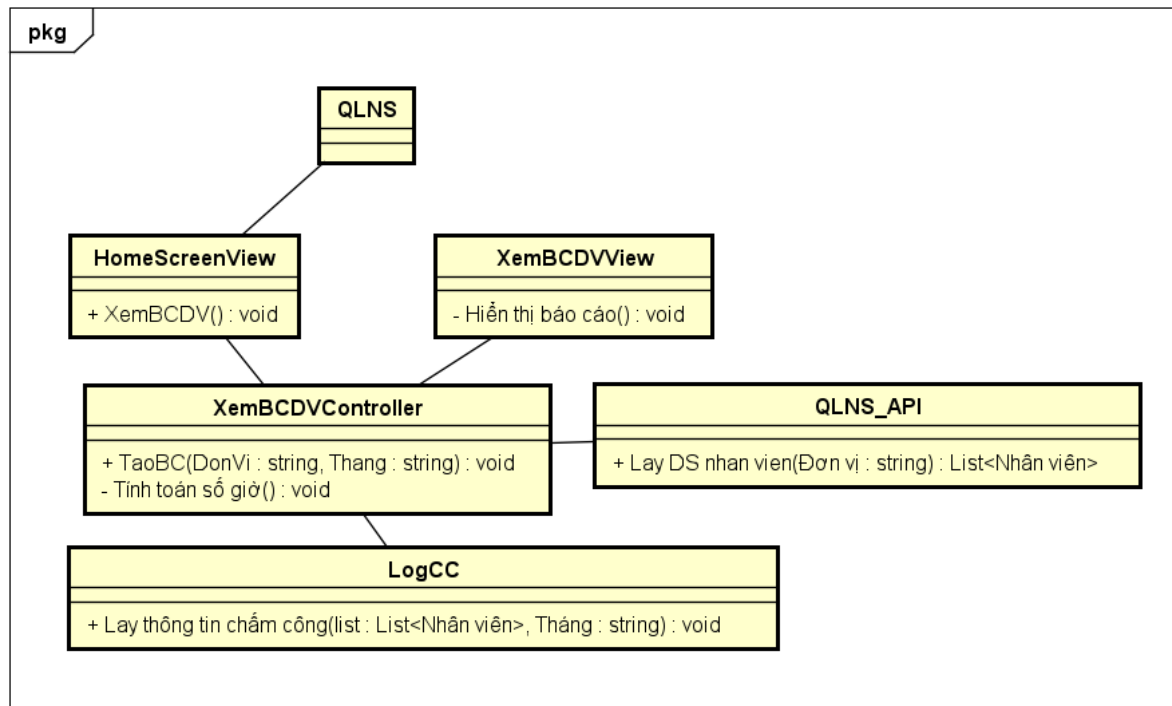 pkg
QLNS
HomeScreenView
+ XemBCDV() : void
XemBCDVView
- Hiển thị báo cáo() : void
XemBCDVController
+ TaoBC(DonVi : string, Thang : string) : void
- Tính toán số giờ() : void
QLNS_API
+ Lay DS nhan vien(Đơn vị : string) : List<Nhân viên>
LogCC
+ Lay thông tin chấm công(list : List<Nhân viên>, Tháng : string) : void